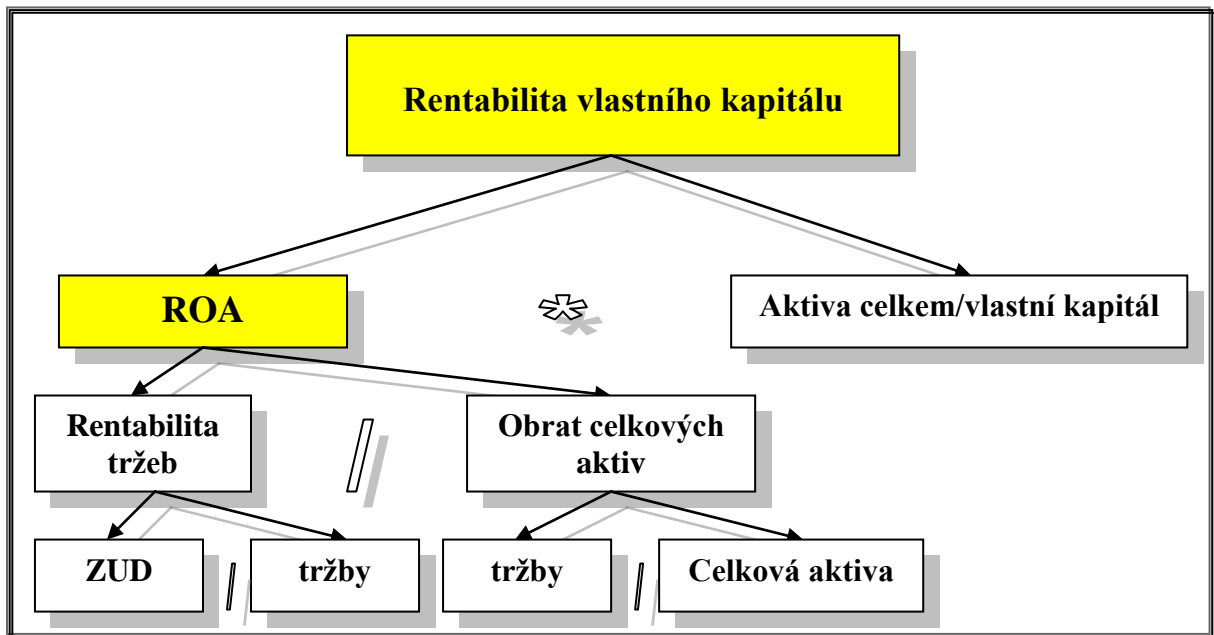 Rentabilita vlastního kapitálu
ROA
*
Aktiva celkem/vlastní kapitál
Rentabilita
tržeb
/
Obrat celkových
aktiv
ZUD
/
tržby
tržby
/
Celková aktiva